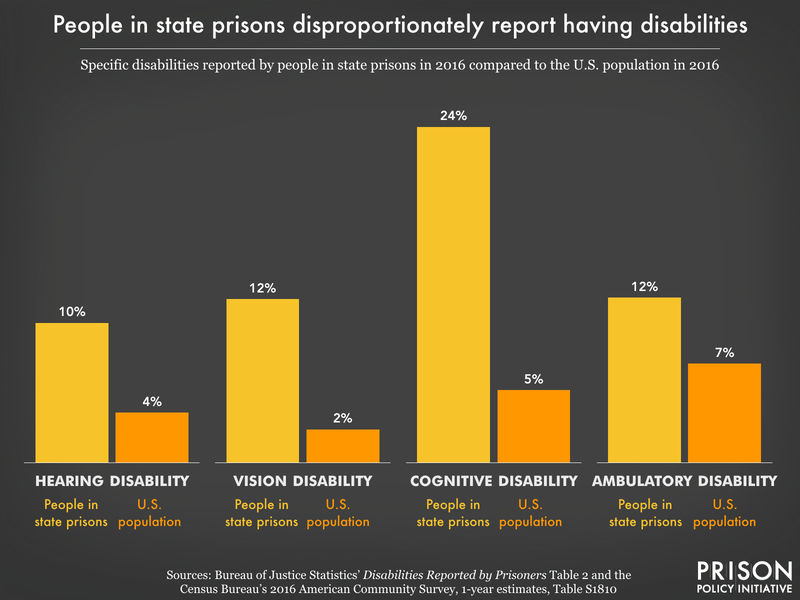 People in state prisons disproportionately report having disabilities
Specific disabilities reported by people in state prisons in 2016 compared to the U.S. population in 2016
10%
4%
HEARING DISABILITY
People in
state prisons
U.S.
population
12%
2%
VISION DISABILITY
People in
state prisons
U.S.
population
24%
5%
COGNITIVE DISABILITY
People in
state prisons
U.S.
population
12%
7%
AMBULATORY DISABILITY
People in
state prisons
U.S.
population
Sources: Bureau of Justice Statistics’ Disabilities Reported by Prisoners Table 2 and the
Census Bureau’s 2016 American Community Survey, 1-year estimates, Table S1810
PRISON
POLICY INITIATIVE